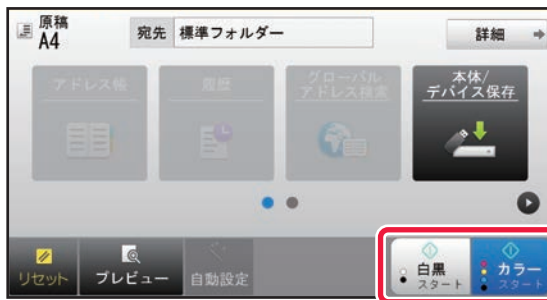 原稿
A4
宛先 標準フォルダー
詳細
アドレス帳
履歴
グローバル
アドレス検索
本体/
デバイス保存
リセット
プレビュー
自動設定
白黒
スタート
カラー
スタート